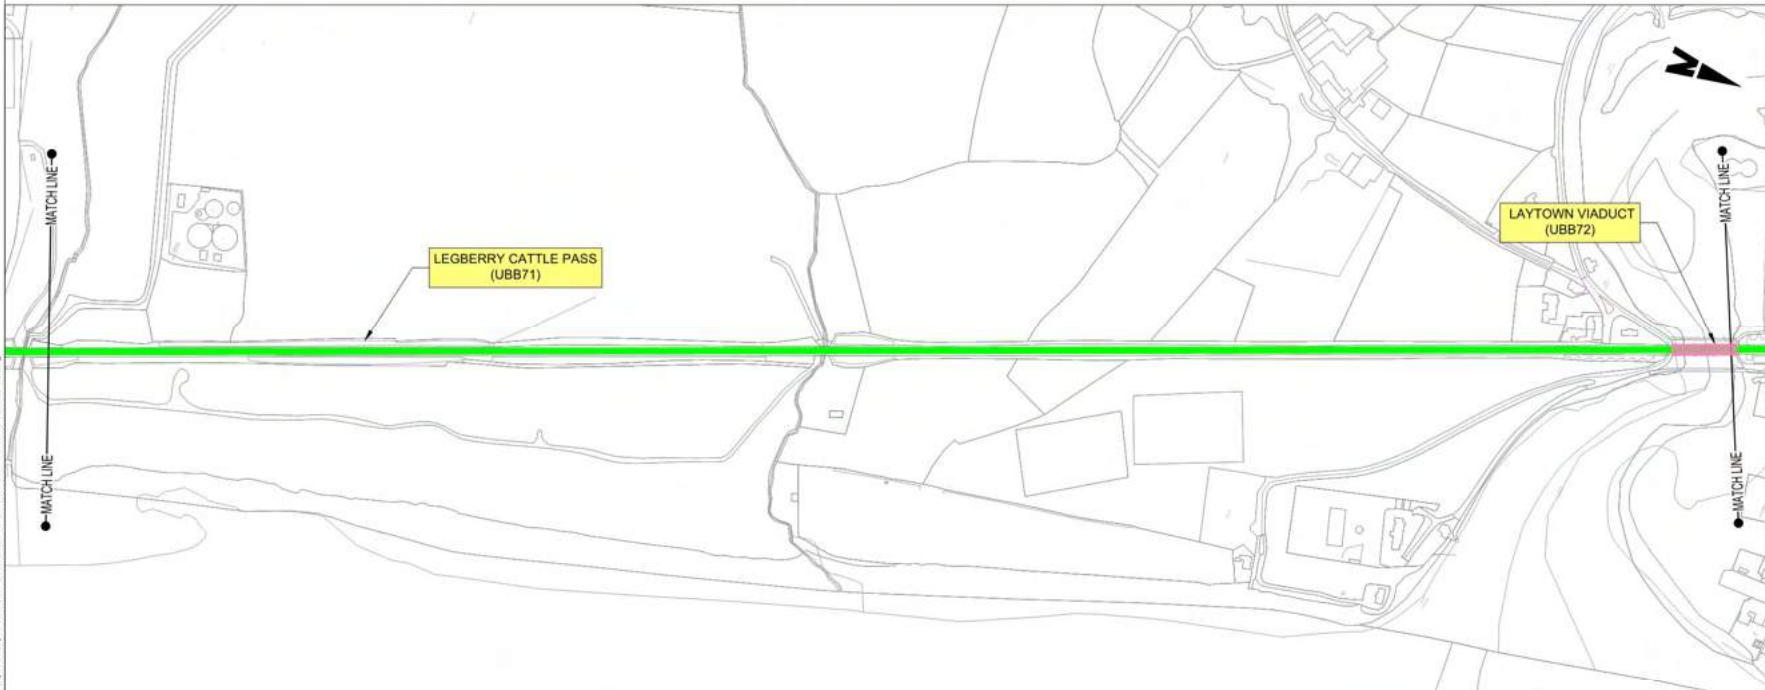 N
MATCH LINE
MATCH LINE
LEGBERRY CATTLE PASS
(UBB71)
LAYTOWN VIADUCT
(UBB72)
MATCH LINE
MATCH LINE